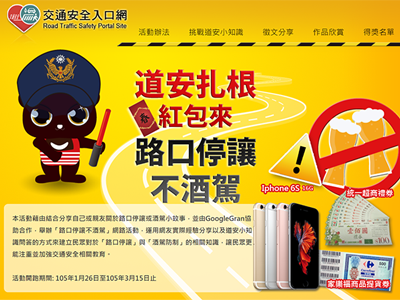 交通安全入口網
Road Traffic Safety Portal Site
活動辦法
挑戰道安小知識
徵文分享
作品欣賞
得獎名單
道安扎根
紅包來
路口停讓
不酒駕
Iphone 6S 16G
統一超商禮券
100
家樂福商品提貨券
本活動藉由結合分享自己或親友關於路口停讓或酒駕小故事，並由GoogleGran協
助合作，舉辦「路口停讓不酒駕」網路活動，運用網友實際經驗分享以及道安小知
識問答的方式來建立民眾對於「路口停讓」與「酒駕防制」的相關知識，讓民眾更
能注重並加強交通安全相關教育。
活動開跑期間: 105年1月26日至105年3月15日止